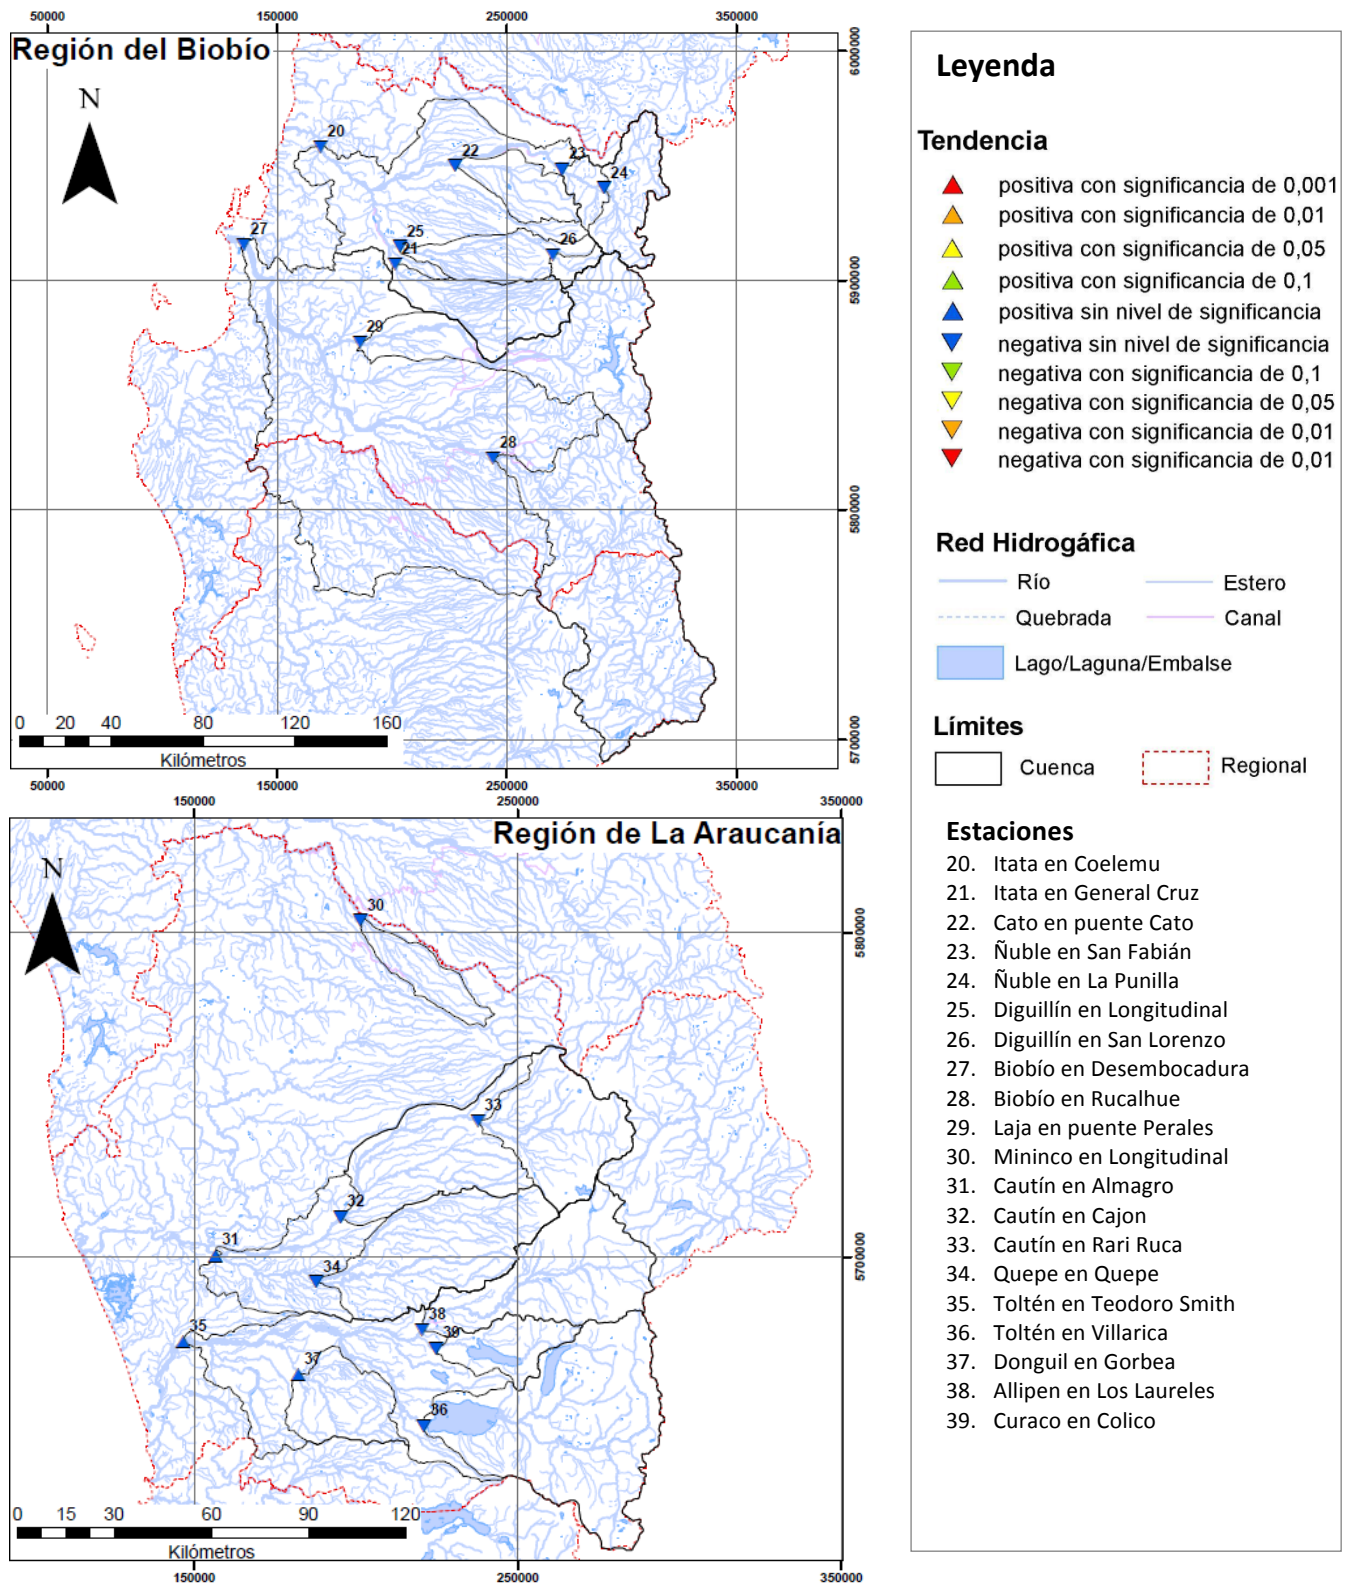 50000 150000 250000 350000
Región del Biobío
N
6000000
5900000
5800000
5700000
20
22
23
24
27
25
21
26
29
28
0 20 40 80 120 160
Kilómetros
50000 150000 250000 350000
150000 250000 350000
Región de La Araucanía
N
5800000
5700000
30
33
32
31
34
38
39
35
37
36
0 15 30 60 90 120
Kilómetros
150000 250000 350000
Leyenda
Tendencia
positiva con significancia de 0,001
positiva con significancia de 0,01
positiva con significancia de 0,05
positiva con significancia de 0,1
positiva sin nivel de significancia
negativa sin nivel de significancia
negativa con significancia de 0,1
negativa con significancia de 0,05
negativa con significancia de 0,01
negativa con significancia de 0,01
Red Hidrogáfica
Río Estero
Quebrada Canal
Lago/Laguna/Embalse
Límites
Cuenca Regional
Estaciones
20. Itata en Coelemu
21. Itata en General Cruz
22. Cato en puente Cato
23. Ñuble en San Fabián
24. Ñuble en La Punilla
25. Diguillín en Longitudinal
26. Diguillín en San Lorenzo
27. Biobío en Desembocadura
28. Biobío en Rucalhue
29. Laja en puente Perales
30. Mininco en Longitudinal
31. Cautín en Almagro
32. Cautín en Cajon
33. Cautín en Rari Ruca
34. Quepe en Quepe
35. Toltén en Teodoro Smith
36. Toltén en Villarica
37. Donguil en Gorbea
38. Allipen en Los Laureles
39. Curaco en Colico